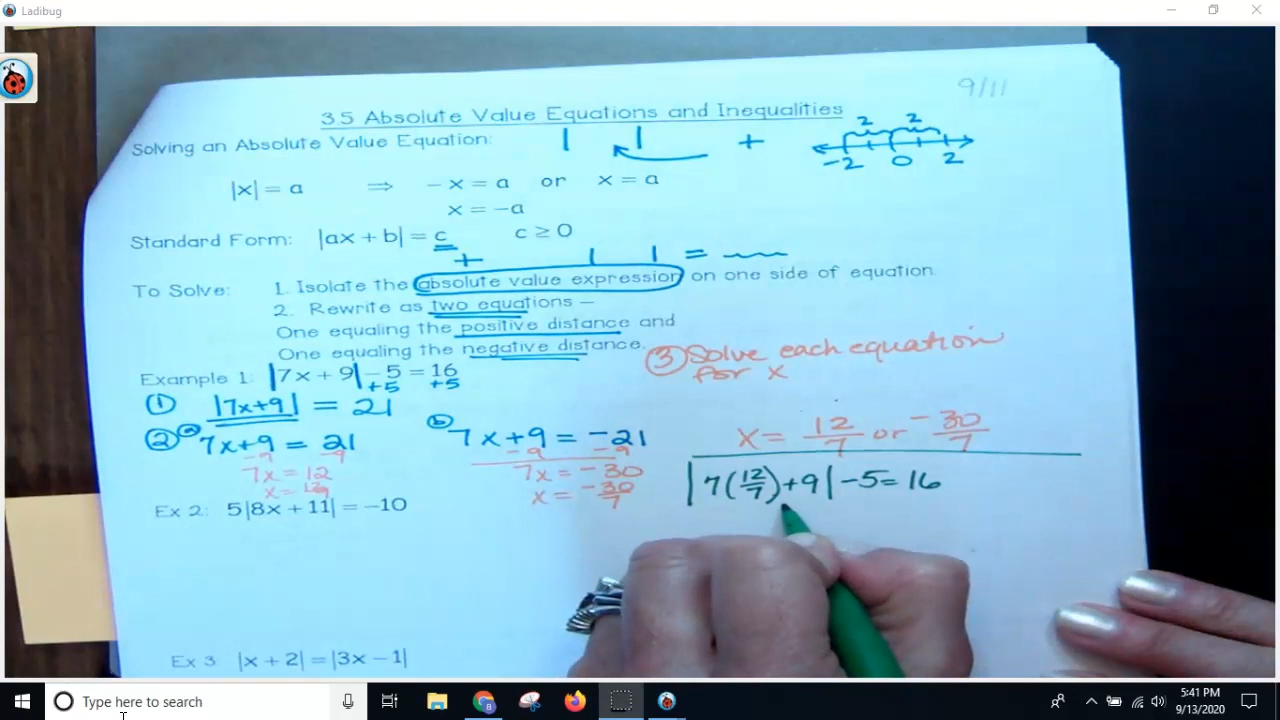 Ladibug
9/11
3.5 Absolute Value Equations and Inequalities
Solving an Absolute Value Equation: | | +
2 2
-2 0 2
|x| = a ⟹ -x = a or x = a
x = -a
Standard Form: |ax + b| = c c ≥ 0
+ | | =
To Solve: 1. Isolate the absolute value expression on one side of equation.
2. Rewrite as two equations –
One equaling the positive distance and
One equaling the negative distance.
③ Solve each equation
for x
Example 1: |7x + 9| - 5 = 16
+5 +5
① |7x+9| = 21
② ⓐ 7x+9 = 21 ⓑ 7x+9 = -21
-9 -9 -9 -9
7x = 12 7x = -30
x = -30/7
x = 12/7 or -30/7
|7(12/7)+9| -5 = 16
Ex 2: 5|8x + 11| = -10
Ex 3 |x + 2| = |3x - 1|
Type here to search
5:41 PM
9/13/2020